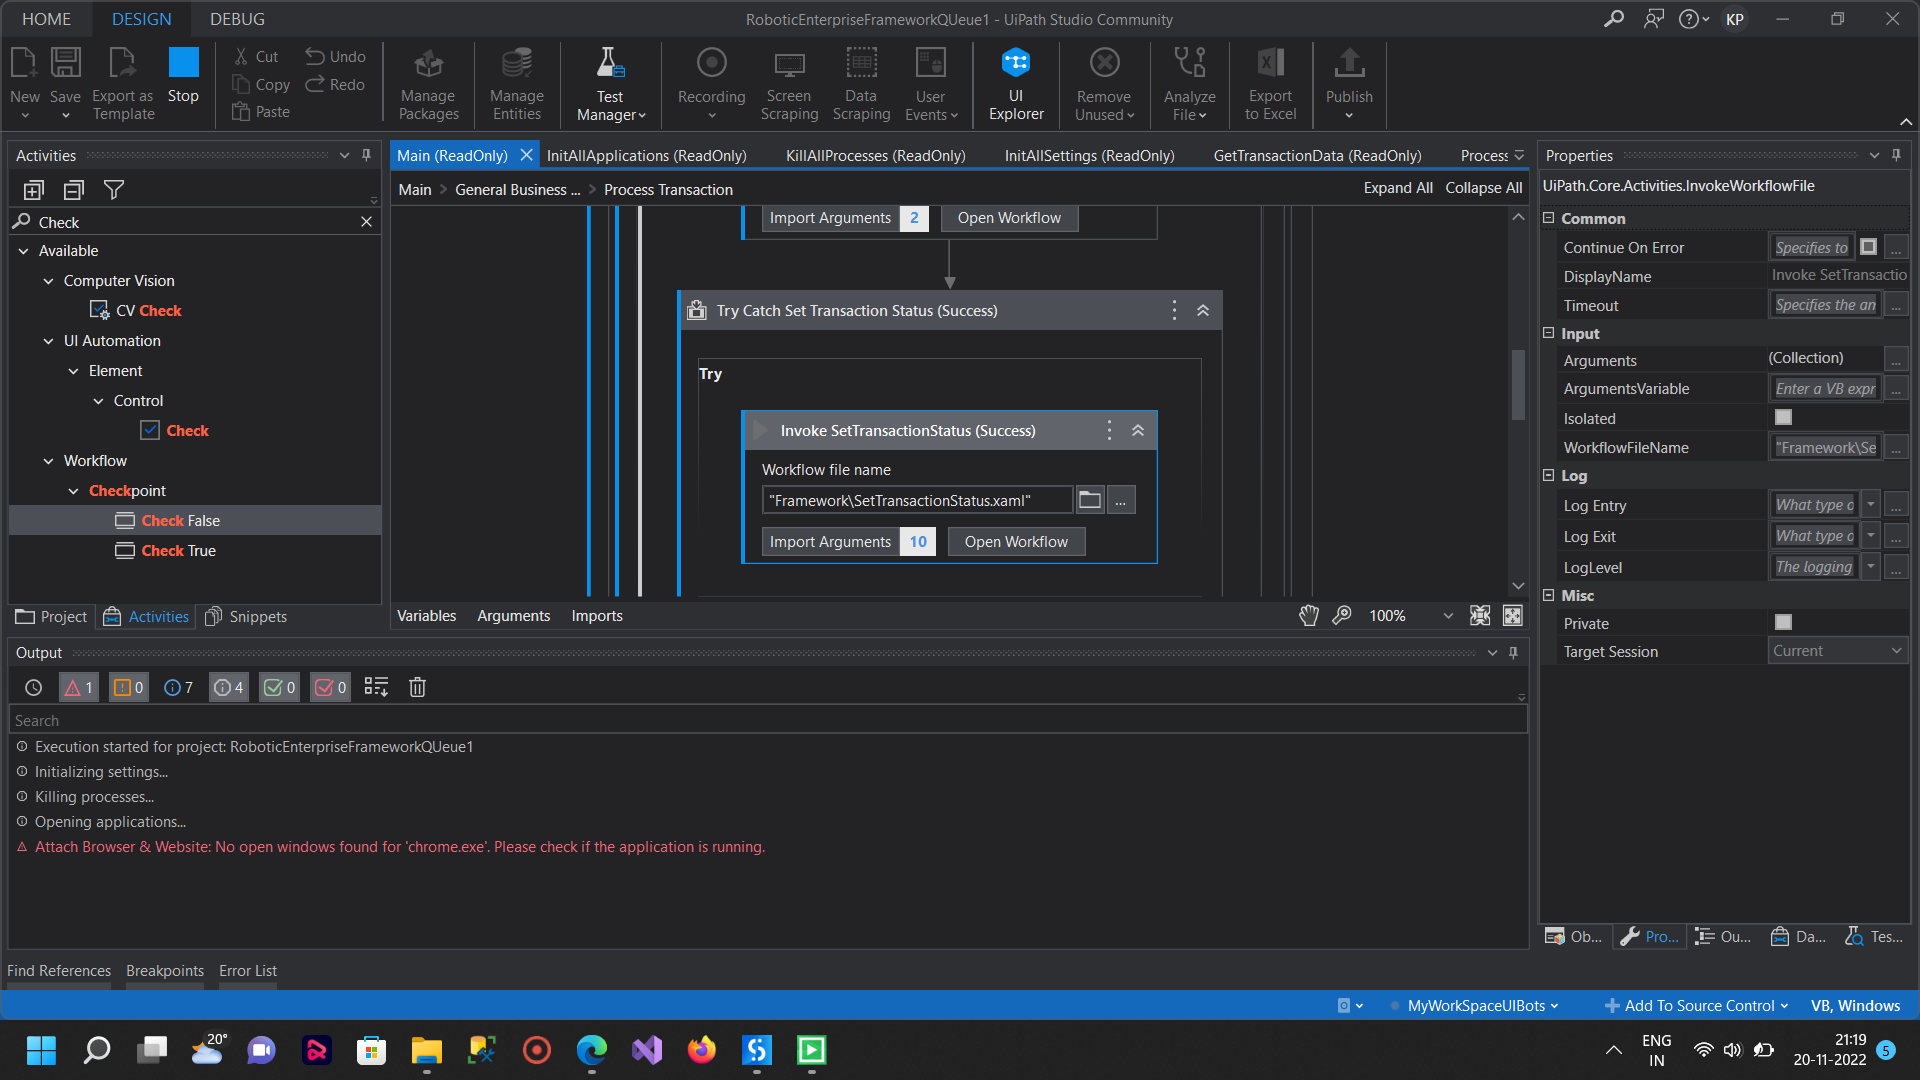 HOME DESIGN DEBUG
RoboticEnterpriseFrameworkQUeue1 - UiPath Studio Community
KP
New
Save
Export as Template
Stop
Cut
Copy
Paste
Undo
Redo
Manage Packages
Manage Entities
Test Manager
Recording
Screen Scraping
Data Scraping
User Events
UI Explorer
Remove Unused
Analyze File
Export to Excel
Publish
Activities
Check
Available
Computer Vision
CV Check
UI Automation
Element
Control
Check
Workflow
Checkpoint
Check False
Check True
Project Activities Snippets
Main (ReadOnly) InitAllApplications (ReadOnly) KillAllProcesses (ReadOnly) InitAllSettings (ReadOnly) GetTransactionData (ReadOnly) Process
Main > General Business ... > Process Transaction
Expand All Collapse All
Import Arguments 2 Open Workflow
Try Catch Set Transaction Status (Success)
Try
Invoke SetTransactionStatus (Success)
Workflow file name
"Framework\SetTransactionStatus.xaml" ...
Import Arguments 10 Open Workflow
Variables Arguments Imports
100%
Properties
UiPath.Core.Activities.InvokeWorkflowFile
Common
Continue On Error Specifies to ...
DisplayName Invoke SetTransactio
Timeout Specifies the an ...
Input
Arguments (Collection) ...
ArgumentsVariable Enter a VB expr ...
Isolated
WorkflowFileName "Framework\Se ...
Log
Log Entry What type o ...
Log Exit What type o ...
LogLevel The logging ...
Misc
Private
Target Session Current
Ob... Pro... Ou... Da... Tes...
Output
1 0 7 4 0 0
Search
Execution started for project: RoboticEnterpriseFrameworkQUeue1
Initializing settings...
Killing processes...
Opening applications...
Attach Browser & Website: No open windows found for 'chrome.exe'. Please check if the application is running.
Find References Breakpoints Error List
MyWorkSpaceUIBots Add To Source Control VB, Windows
20°
ENG
IN
21:19
20-11-2022
5